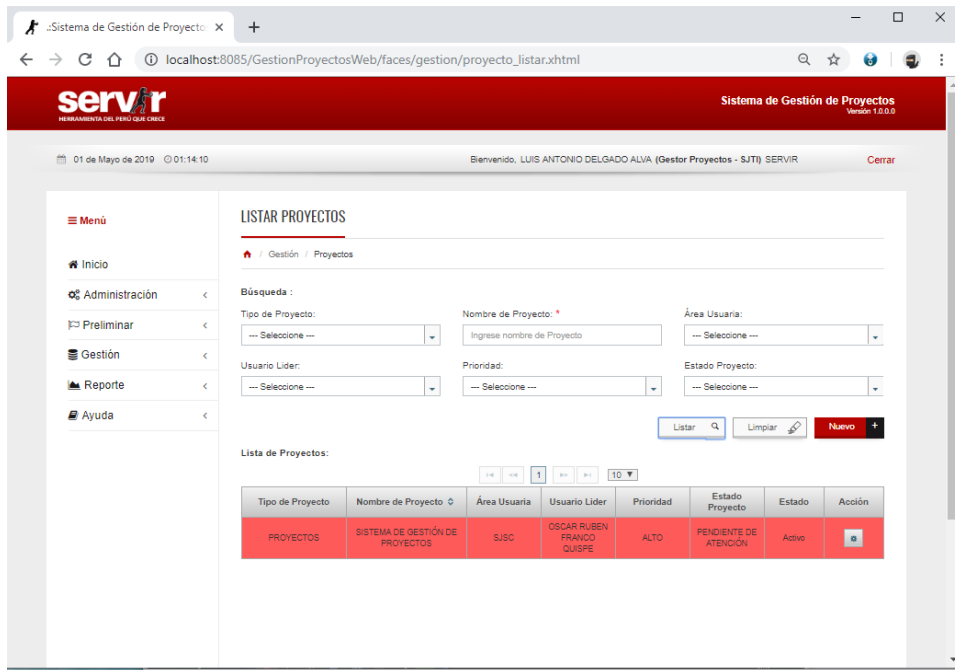 .:Sistema de Gestión de Proyecto
localhost:8085/GestionProyectosWeb/faces/gestion/proyecto_listar.xhtml
servir
HERRAMIENTA DEL PERÚ QUE CRECE
Sistema de Gestión de Proyectos
Versión 1.0.0.0
01 de Mayo de 2019 01:14:10
Bienvenido, LUIS ANTONIO DELGADO ALVA (Gestor Proyectos - SJTI) SERVIR
Cerrar
Menú
Inicio
Administración
Preliminar
Gestión
Reporte
Ayuda
LISTAR PROYECTOS
/ Gestión / Proyectos
Búsqueda :
Tipo de Proyecto: Nombre de Proyecto: * Área Usuaria:
--- Seleccione --- Ingrese nombre de Proyecto --- Seleccione ---
Usuario Lider: Prioridad: Estado Proyecto:
--- Seleccione --- --- Seleccione --- --- Seleccione ---
Listar Limpiar Nuevo +
Lista de Proyectos:
1 10
Tipo de Proyecto Nombre de Proyecto Área Usuaria Usuario Lider Prioridad Estado Proyecto Estado Acción
PROYECTOS SISTEMA DE GESTIÓN DE PROYECTOS SJSC OSCAR RUBEN FRANCO QUISPE ALTO PENDIENTE DE ATENCIÓN Activo